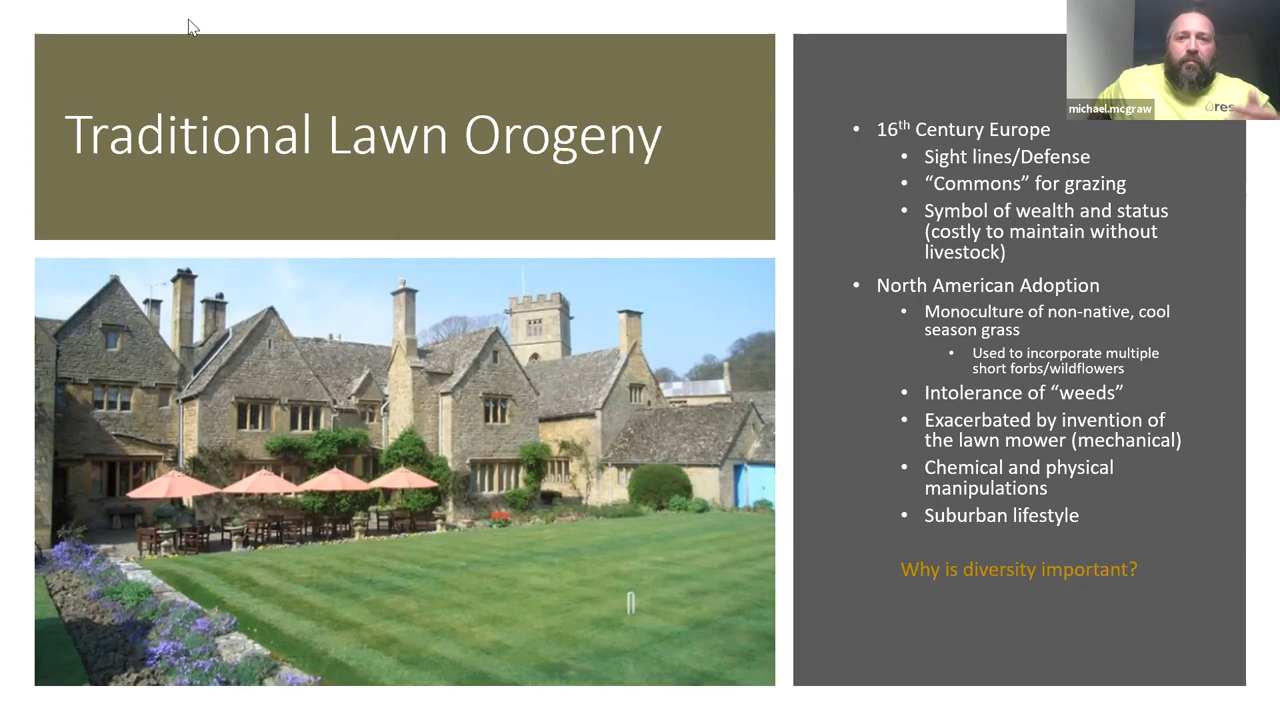 Traditional Lawn Orogeny
michael.mcgraw
res
• 16th Century Europe
• Sight lines/Defense
• “Commons” for grazing
• Symbol of wealth and status
(costly to maintain without
livestock)
• North American Adoption
• Monoculture of non-native, cool
season grass
• Used to incorporate multiple
short forbs/wildflowers
• Intolerance of “weeds”
• Exacerbated by invention of
the lawn mower (mechanical)
• Chemical and physical
manipulations
• Suburban lifestyle
Why is diversity important?